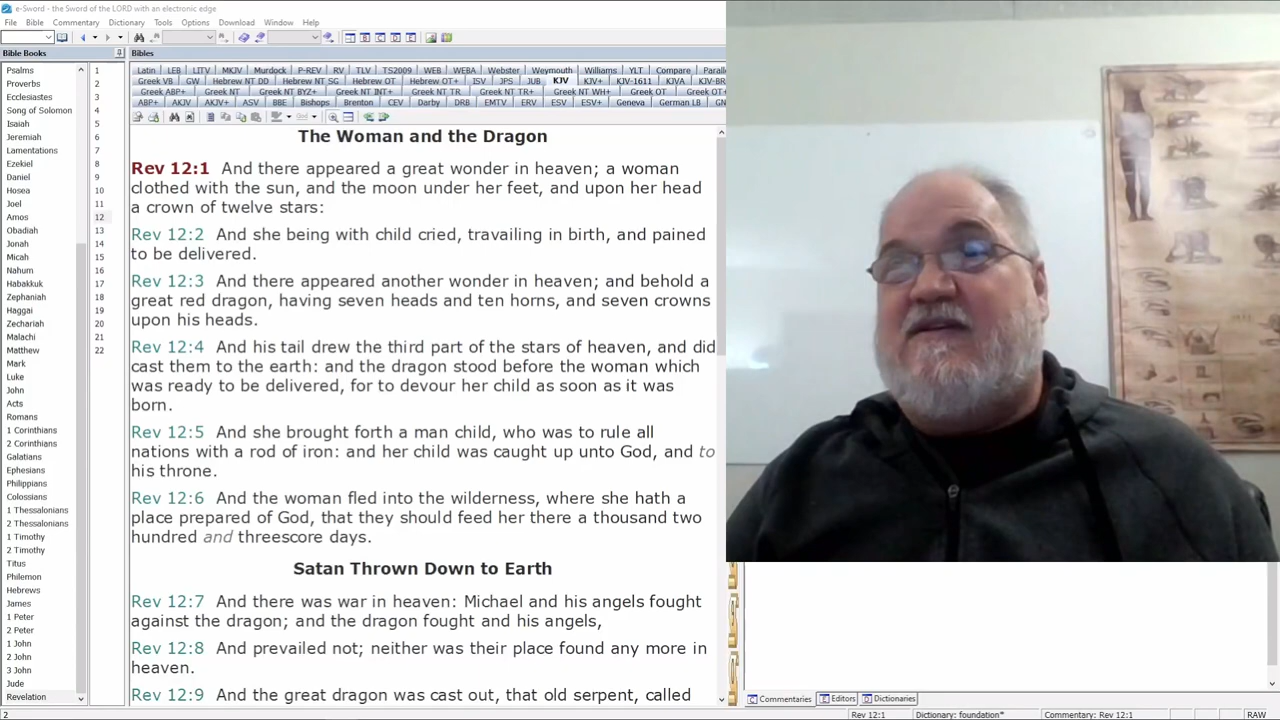 e-Sword - the Sword of the LORD with an electronic edge
File Bible Commentary Dictionary Tools Options Download Window Help
Bible Books
Bibles
Psalms
Proverbs
Ecclesiastes
Song of Solomon
Isaiah
Jeremiah
Lamentations
Ezekiel
Daniel
Hosea
Joel
Amos
Obadiah
Jonah
Micah
Nahum
Habakkuk
Zephaniah
Haggai
Zechariah
Malachi
Matthew
Mark
Luke
John
Acts
Romans
1 Corinthians
2 Corinthians
Galatians
Ephesians
Philippians
Colossians
1 Thessalonians
2 Thessalonians
1 Timothy
2 Timothy
Titus
Philemon
Hebrews
James
1 Peter
2 Peter
1 John
2 John
3 John
Jude
Revelation
1
2
3
4
5
6
7
8
9
10
11
12
13
14
15
16
17
18
19
20
21
22
Latin LEB LITV MKJV Murdock P-REV RV TLV TS2009 WEB WEBA Webster Weymouth Williams YLT Compare Paralle
Greek VB GW Hebrew NT DD Hebrew NT SG Hebrew OT Hebrew OT+ ISV JPS JUB KJV KJV+ KJV-1611 KJVA KJV-BR
Greek ABP+ Greek NT Greek NT BYZ+ Greek NT INT+ Greek NT TR Greek NT TR+ Greek NT WH+ Greek OT Greek OT+
ABP+ AKJV AKJV+ ASV BBE Bishops Brenton CEV Darby DRB EMTV ERV ESV ESV+ Geneva German LB GN
The Woman and the Dragon
Rev 12:1 And there appeared a great wonder in heaven; a woman
clothed with the sun, and the moon under her feet, and upon her head
a crown of twelve stars:
Rev 12:2 And she being with child cried, travailing in birth, and pained
to be delivered.
Rev 12:3 And there appeared another wonder in heaven; and behold a
great red dragon, having seven heads and ten horns, and seven crowns
upon his heads.
Rev 12:4 And his tail drew the third part of the stars of heaven, and did
cast them to the earth: and the dragon stood before the woman which
was ready to be delivered, for to devour her child as soon as it was
born.
Rev 12:5 And she brought forth a man child, who was to rule all
nations with a rod of iron: and her child was caught up unto God, and to
his throne.
Rev 12:6 And the woman fled into the wilderness, where she hath a
place prepared of God, that they should feed her there a thousand two
hundred and threescore days.
Satan Thrown Down to Earth
Rev 12:7 And there was war in heaven: Michael and his angels fought
against the dragon; and the dragon fought and his angels,
Rev 12:8 And prevailed not; neither was their place found any more in
heaven.
Rev 12:9 And the great dragon was cast out, that old serpent, called
Commentaries Editors Dictionaries
2 Rev 12:1 Dictionary: foundation* Commentary: Rev 12:1 RAW